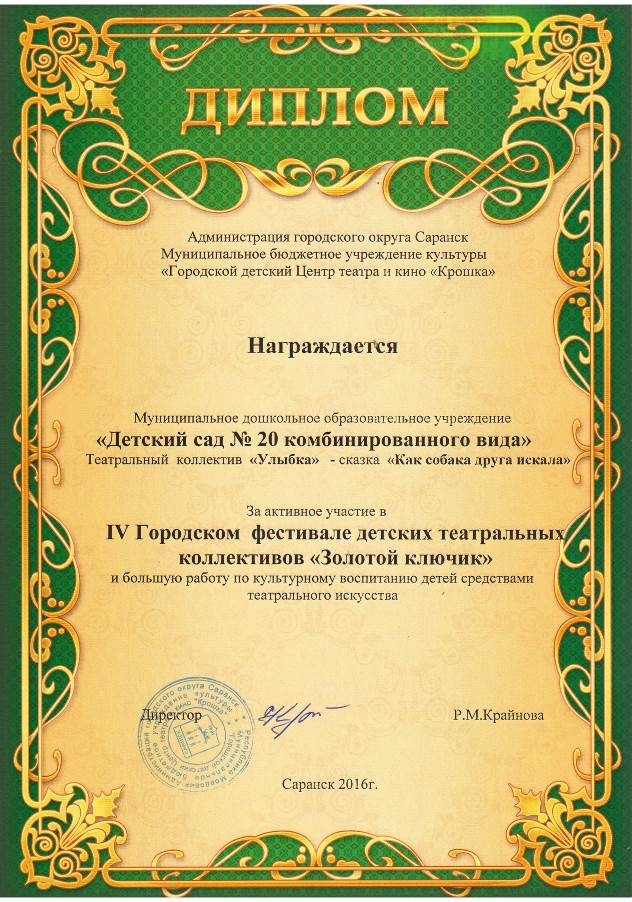 ДИПЛОМ
Администрация городского округа Саранск
Муниципальное бюджетное учреждение культуры
«Городской детский Центр театра и кино «Крошка»
Награждается
Муниципальное дошкольное образовательное учреждение
«Детский сад № 20 комбинированного вида»
Театральный коллектив «Улыбка» - сказка «Как собака друга искала»
За активное участие в
IV Городском фестивале детских театральных
коллективов «Золотой ключик»
и большую работу по культурному воспитанию детей средствами
театрального искусства
Директор Р.М.Крайнова
Саранск 2016г.